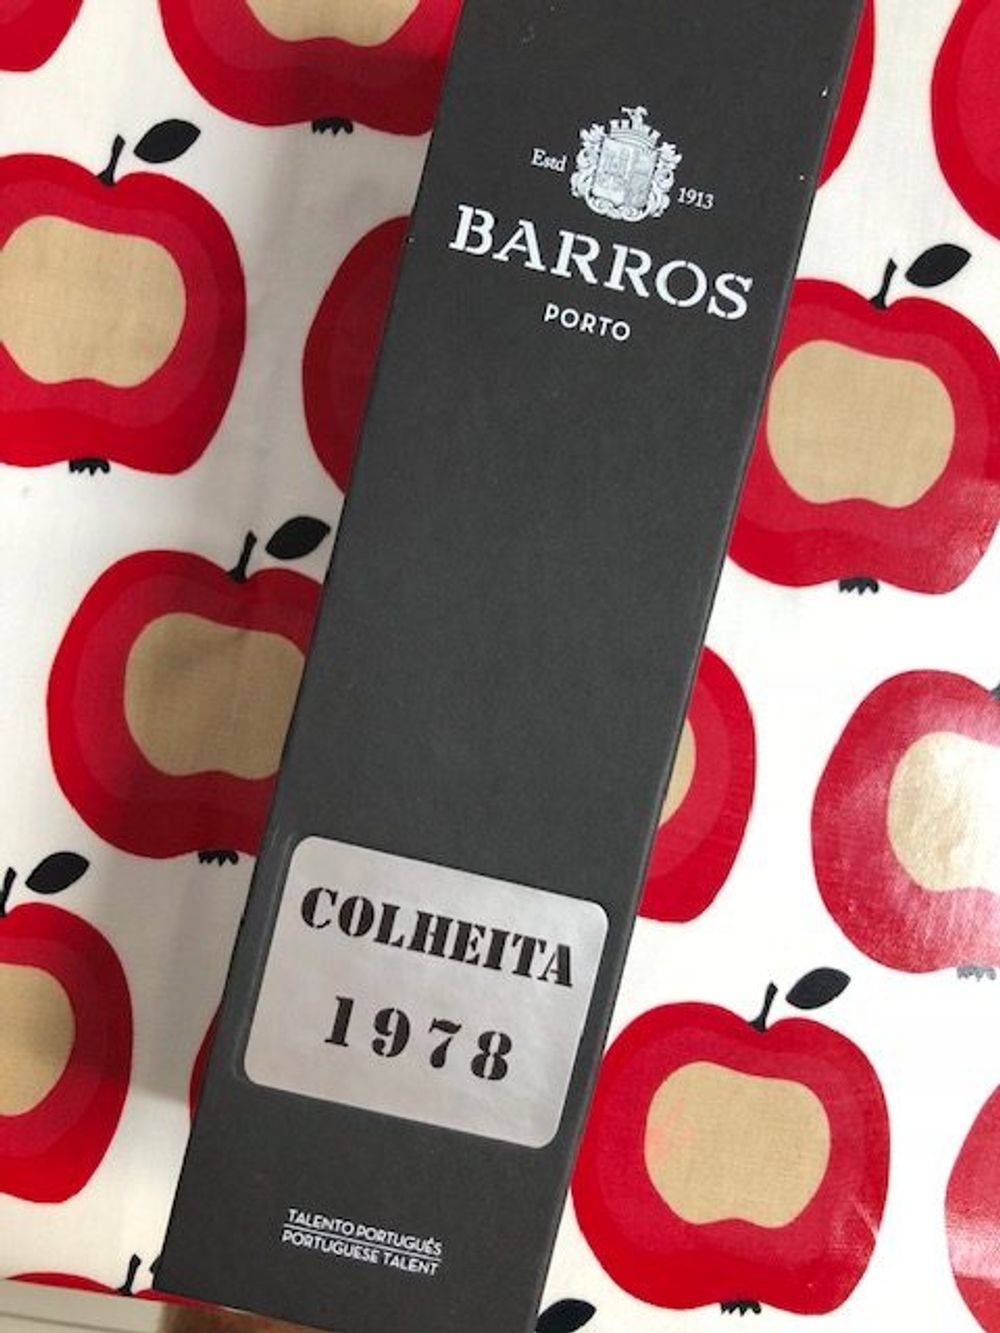 Estd 1913
BARROS
PORTO
COLHEITA
1978
TALENTO PORTUGUÊS
PORTUGUESE TALENT